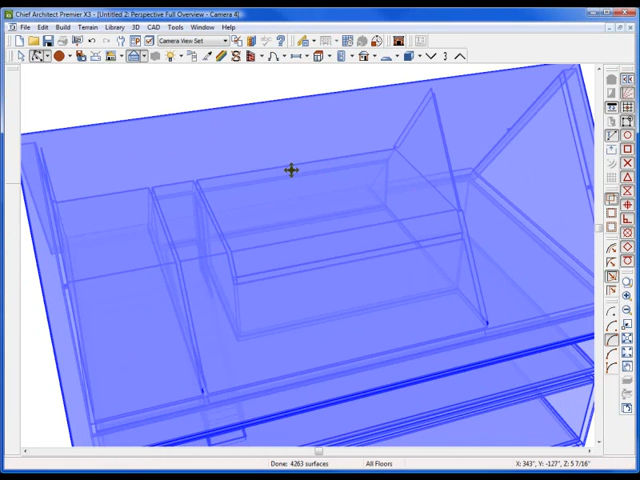 Chief Architect Premier X3 - [Untitled 2: Perspective Full Overview - Camera 4]
File Edit Build Terrain Library 3D CAD Tools Window Help
Camera View Set
Done: 4263 surfaces All Floors X: 343", Y: -127", Z: 5 7/16"